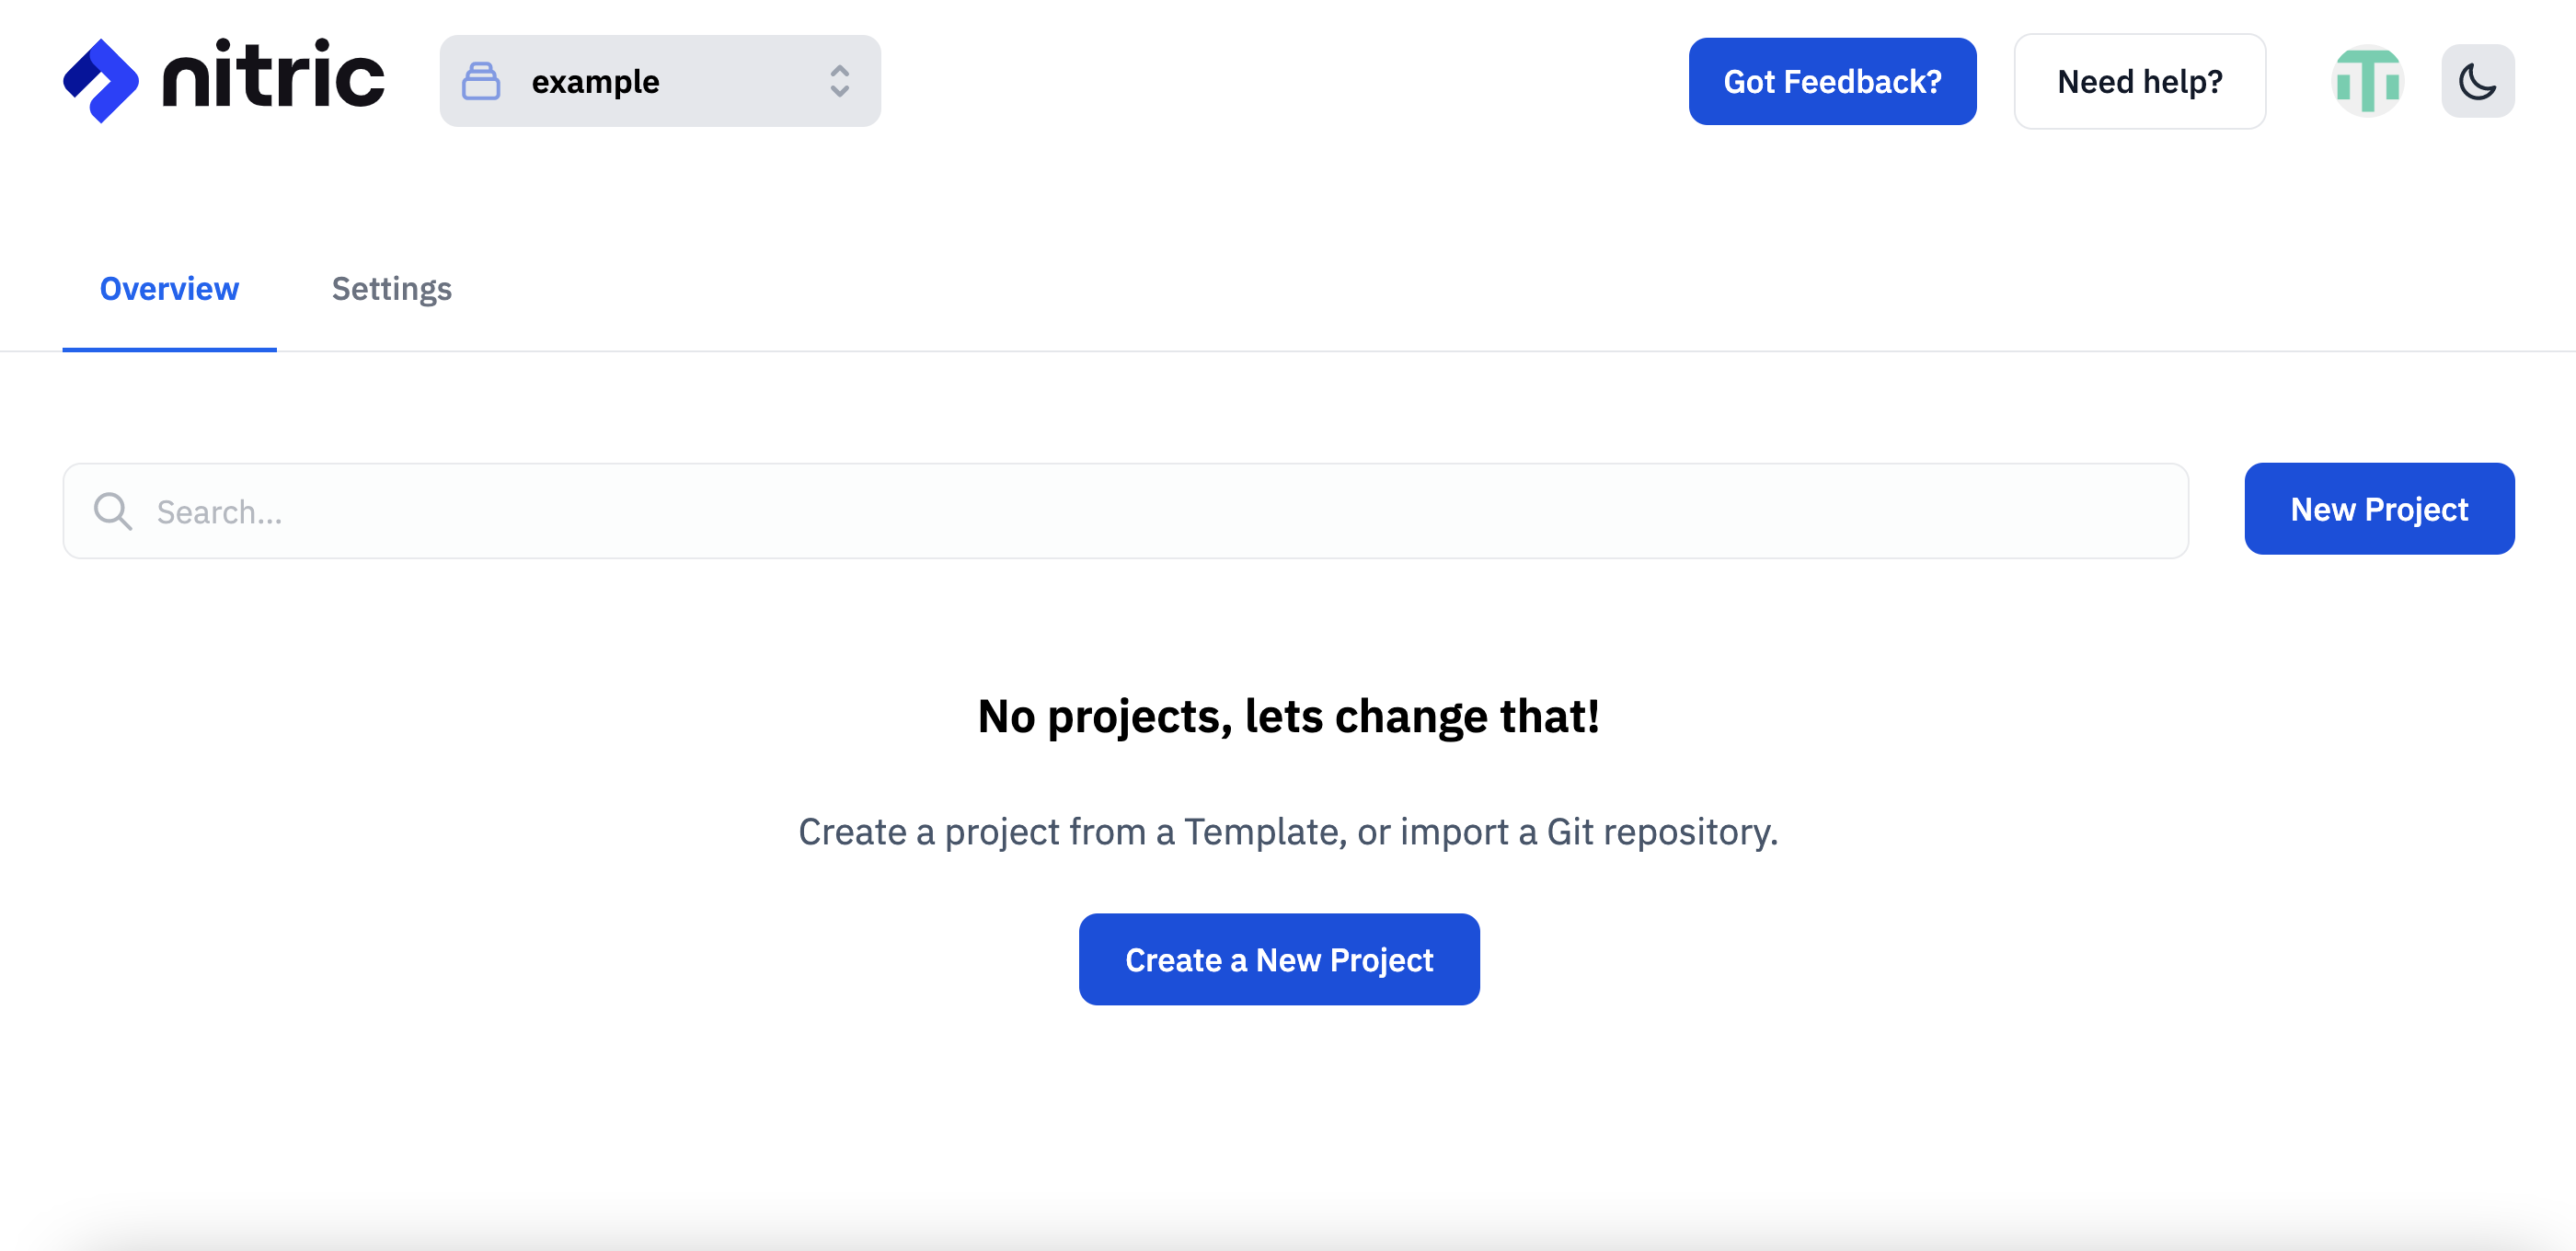 nitric
example
Got Feedback?
Need help?
Overview
Settings
Search...
New Project
No projects, lets change that!
Create a project from a Template, or import a Git repository.
Create a New Project